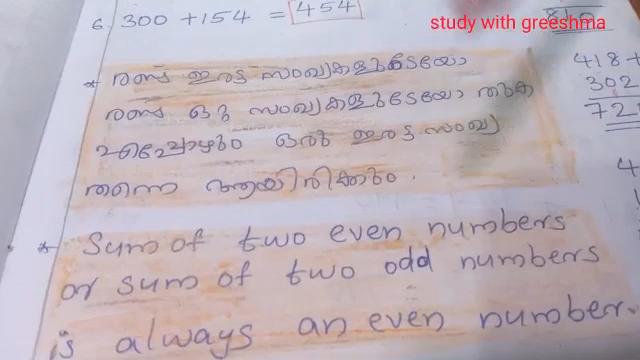 study with greeshma
6. 300 + 154 = 454
418 +
302
72
* രണ്ട് ഇരട്ട സംഖ്യകളുടെയോ
രണ്ട് ഒറ്റ സംഖ്യകളുടെയോ തുക
എപ്പോഴും ഒരു ഇരട്ട സംഖ്യ
തന്നെ ആയിരിക്കും.
* Sum of two even numbers
or sum of two odd numbers
is always an even number.